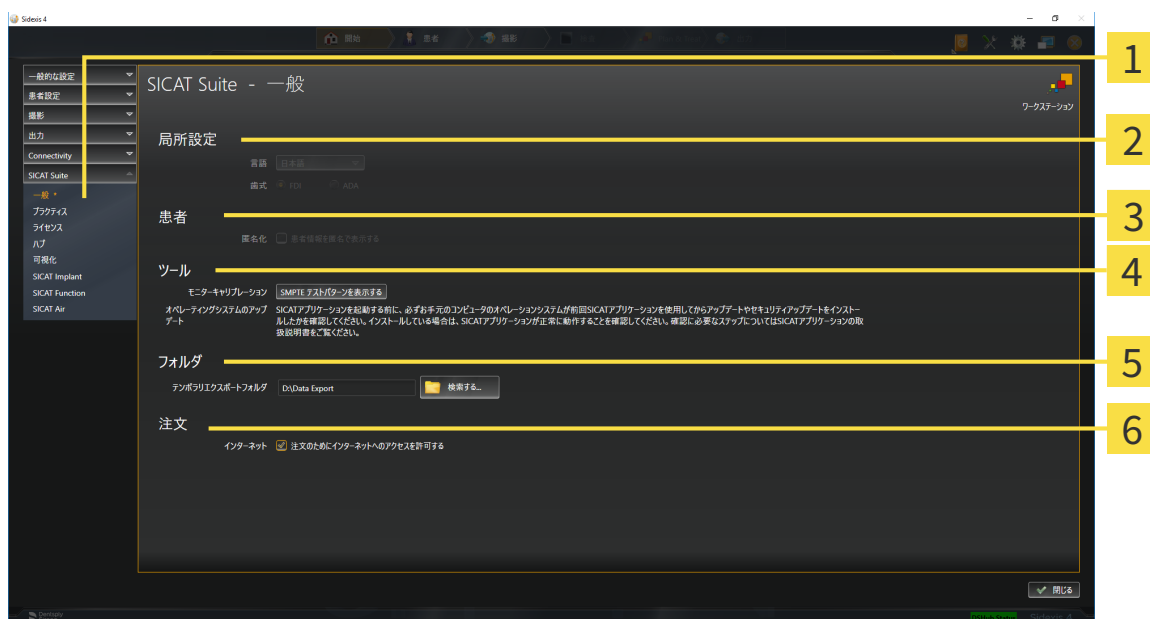 Sidexis 4
開始
患者
撮影
一般的な設定
患者設定
撮影
出力
Connectivity
SICAT Suite
一般 *
プラクティス
ライセンス
ハブ
可視化
SICAT Implant
SICAT Function
SICAT Air
SICAT Suite - 一般
ワークステーション
局所設定
言語 日本語
歯式 FDI ADA
患者
匿名化 患者情報を匿名で表示する
ツール
モニターキャリブレーション SMPTE テストパターンを表示する
オペレーティングシステムのアップデート SICATアプリケーションを起動する前に、必ずお手元のコンピュータのオペレーションシステムが前回SICATアプリケーションを使用してからアップデートやセキュリティアップデートをインストー
ルしたかを確認してください。インストールしている場合は、SICATアプリケーションが正常に動作することを確認してください。確認に必要なステップについてはSICATアプリケーションの取
扱説明書をご覧ください。
フォルダ
テンポラリエクスポートフォルダ D:\Data Export 検索する...
注文
インターネット 注文のためにインターネットへのアクセスを許可する
閉じる
Dentsply
Sidexis 4
1
2
3
4
5
6